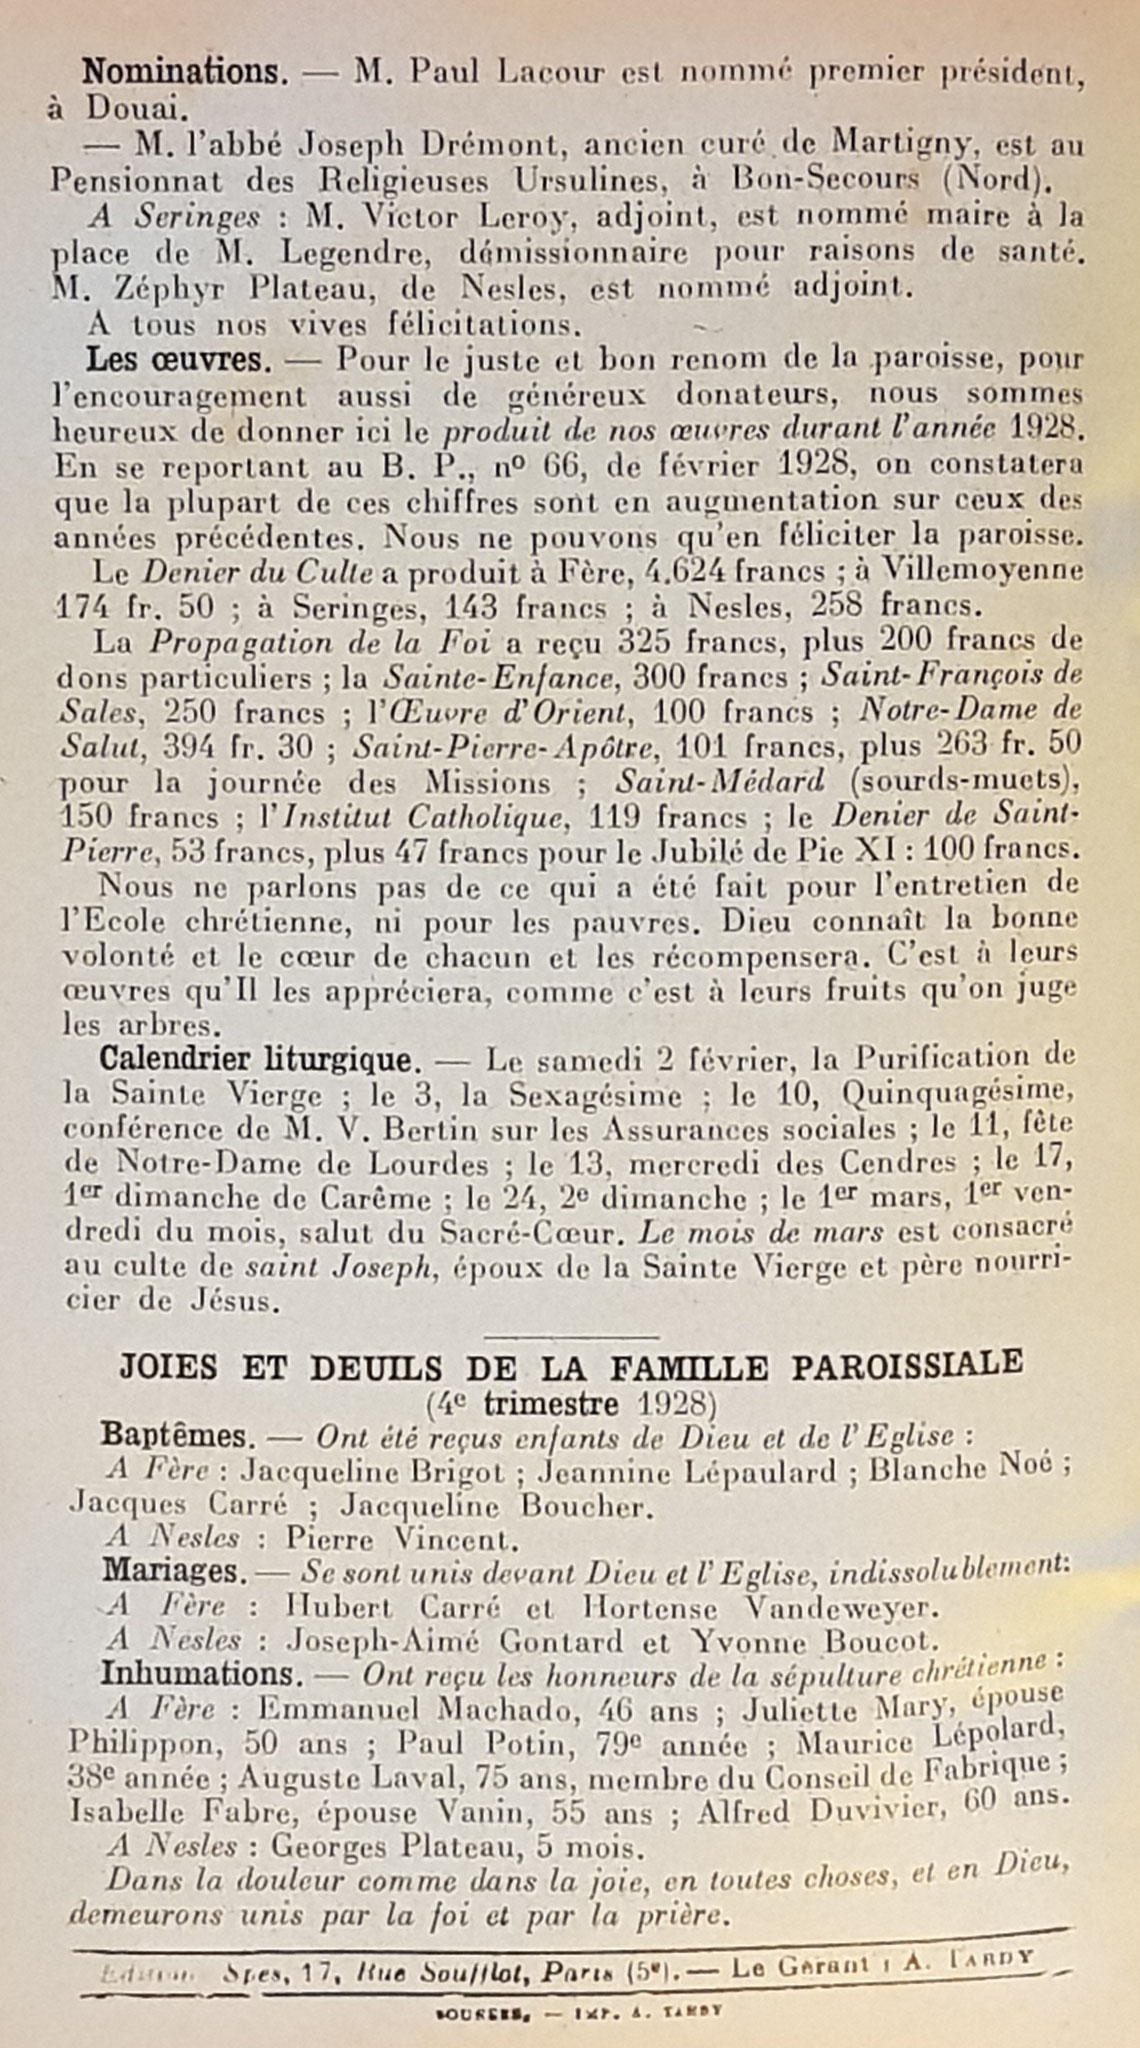 Nominations. — M. Paul Lacour est nommé premier président,
à Douai.
— M. l'abbé Joseph Drémont, ancien curé de Martigny, est au
Pensionnat des Religieuses Ursulines, à Bon-Secours (Nord).
A Seringes : M. Victor Leroy, adjoint, est nommé maire à la
place de M. Legendre, démissionnaire pour raisons de santé.
M. Zéphyr Plateau, de Nesles, est nommé adjoint.
A tous nos vives félicitations.
Les œuvres. — Pour le juste et bon renom de la paroisse, pour
l'encouragement aussi de généreux donateurs, nous sommes
heureux de donner ici le produit de nos œuvres durant l'année 1928.
En se reportant au B. P., nº 66, de février 1928, on constatera
que la plupart de ces chiffres sont en augmentation sur ceux des
années précédentes. Nous ne pouvons qu'en féliciter la paroisse.
Le Denier du Culte a produit à Fère, 4.624 francs ; à Villemoyenne
174 fr. 50 ; à Seringes, 143 francs ; à Nesles, 258 francs.
La Propagation de la Foi a reçu 325 francs, plus 200 francs de
dons particuliers ; la Sainte-Enfance, 300 francs ; Saint-François de
Sales, 250 francs ; l'Œuvre d'Orient, 100 francs ; Notre-Dame de
Salut, 394 fr. 30 ; Saint-Pierre-Apôtre, 101 francs, plus 263 fr. 50
pour la journée des Missions ; Saint-Médard (sourds-muets),
150 francs ; l'Institut Catholique, 119 francs ; le Denier de Saint-
Pierre, 53 francs, plus 47 francs pour le Jubilé de Pie XI : 100 francs.
Nous ne parlons pas de ce qui a été fait pour l'entretien de
l'Ecole chrétienne, ni pour les pauvres. Dieu connaît la bonne
volonté et le cœur de chacun et les récompensera. C'est à leurs
œuvres qu'Il les appréciera, comme c'est à leurs fruits qu'on juge
les arbres.
Calendrier liturgique. — Le samedi 2 février, la Purification de
la Sainte Vierge ; le 3, la Sexagésime ; le 10, Quinquagésime,
conférence de M. V. Bertin sur les Assurances sociales ; le 11, fête
de Notre-Dame de Lourdes ; le 13, mercredi des Cendres ; le 17,
1er dimanche de Carême ; le 24, 2e dimanche ; le 1er mars, 1er ven-
dredi du mois, salut du Sacré-Cœur. Le mois de mars est consacré
au culte de saint Joseph, époux de la Sainte Vierge et père nourri-
cier de Jésus.
JOIES ET DEUILS DE LA FAMILLE PAROISSIALE
(4e trimestre 1928)
Baptêmes. — Ont été reçus enfants de Dieu et de l'Eglise :
A Fère : Jacqueline Brigot ; Jeannine Lépaulard ; Blanche Noé ;
Jacques Carré ; Jacqueline Boucher.
A Nesles : Pierre Vincent.
Mariages. — Se sont unis devant Dieu et l'Eglise, indissolublement:
A Fère : Hubert Carré et Hortense Vandeweyer.
A Nesles : Joseph-Aimé Gontard et Yvonne Boucot.
Inhumations. — Ont reçu les honneurs de la sépulture chrétienne :
A Fère : Emmanuel Machado, 46 ans ; Juliette Mary, épouse
Philippon, 50 ans ; Paul Potin, 79e année ; Maurice Lépolard,
38e année ; Auguste Laval, 75 ans, membre du Conseil de Fabrique ;
Isabelle Fabre, épouse Vanin, 55 ans ; Alfred Duvivier, 60 ans.
A Nesles : Georges Plateau, 5 mois.
Dans la douleur comme dans la joie, en toutes choses, et en Dieu,
demeurons unis par la foi et par la prière.
Edition Spes, 17, Rue Soufflot, Paris (5e). — Le Gérant : A. TARDY
BOURGES, — IMP. A. TARDY